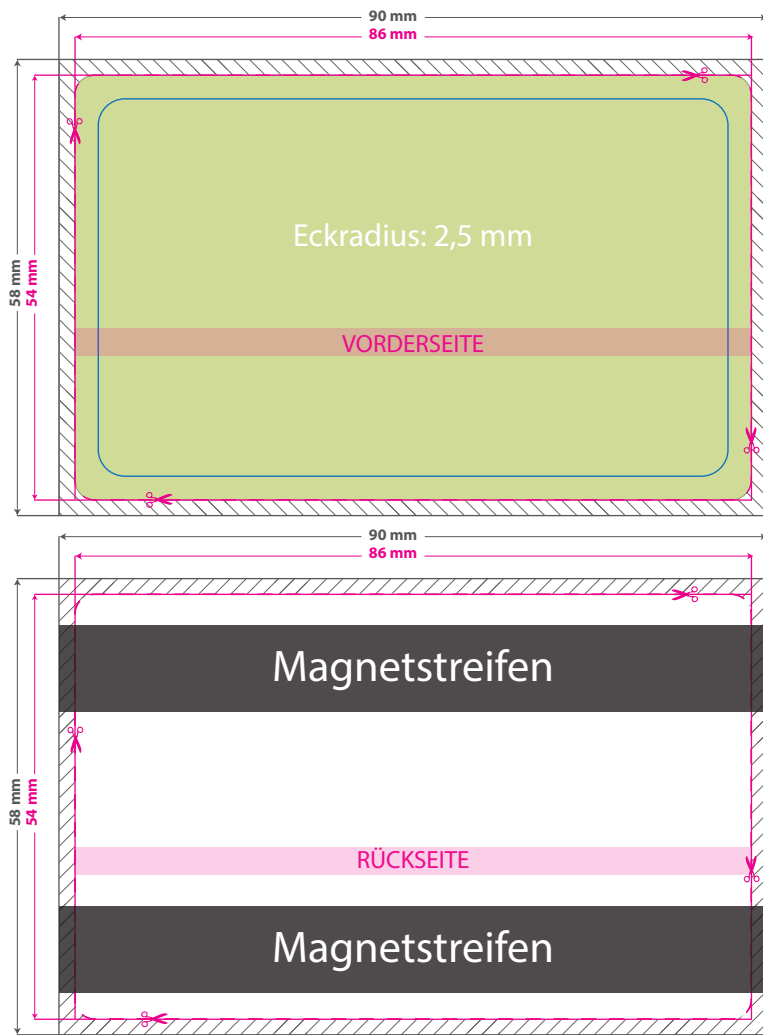 90 mm
86 mm
58 mm
54 mm
Eckradius: 2,5 mm
VORDERSEITE
90 mm
86 mm
58 mm
54 mm
Magnetstreifen
RÜCKSEITE
Magnetstreifen